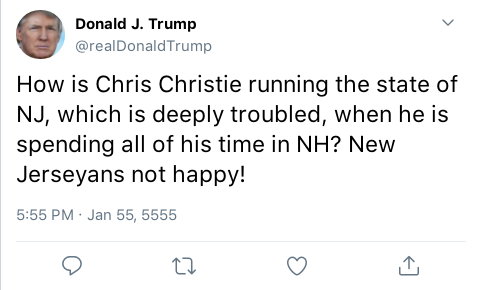 Donald J. Trump
@realDonaldTrump
How is Chris Christie running the state of
NJ, which is deeply troubled, when he is
spending all of his time in NH? New
Jerseyans not happy!
5:55 PM · Jan 55, 5555